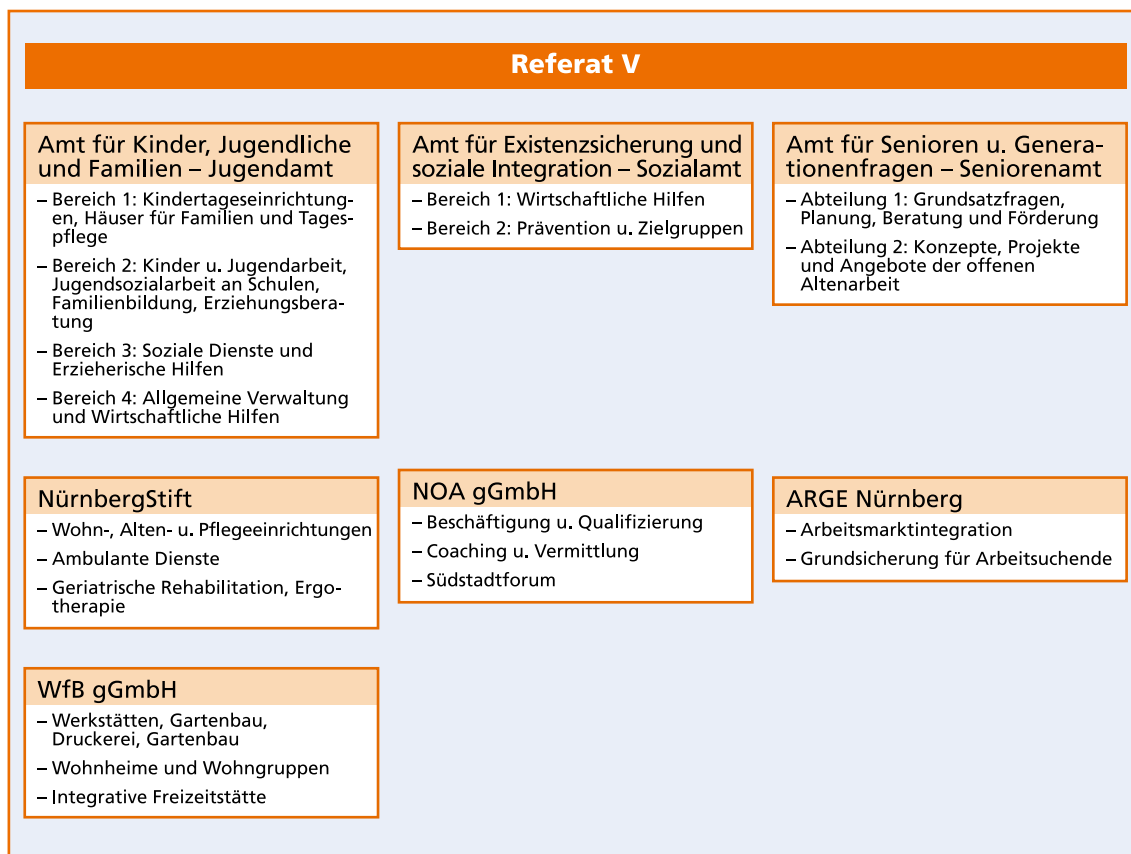 Referat V
Amt für Kinder, Jugendliche
und Familien – Jugendamt
– Bereich 1: Kindertageseinrichtung-
en, Häuser für Familien und Tages-
pflege
– Bereich 2: Kinder u. Jugendarbeit,
Jugendsozialarbeit an Schulen,
Familienbildung, Erziehungsbera-
tung
– Bereich 3: Soziale Dienste und
Erzieherische Hilfen
– Bereich 4: Allgemeine Verwaltung
und Wirtschaftliche Hilfen
Amt für Existenzsicherung und
soziale Integration – Sozialamt
– Bereich 1: Wirtschaftliche Hilfen
– Bereich 2: Prävention u. Zielgruppen
Amt für Senioren u. Genera-
tionenfragen – Seniorenamt
– Abteilung 1: Grundsatzfragen,
Planung, Beratung und Förderung
– Abteilung 2: Konzepte, Projekte
und Angebote der offenen
Altenarbeit
NürnbergStift
– Wohn-, Alten- u. Pflegeeinrichtungen
– Ambulante Dienste
– Geriatrische Rehabilitation, Ergo-
therapie
NOA gGmbH
– Beschäftigung u. Qualifizierung
– Coaching u. Vermittlung
– Südstadtforum
ARGE Nürnberg
– Arbeitsmarktintegration
– Grundsicherung für Arbeitsuchende
WfB gGmbH
– Werkstätten, Gartenbau,
Druckerei, Gartenbau
– Wohnheime und Wohngruppen
– Integrative Freizeitstätte